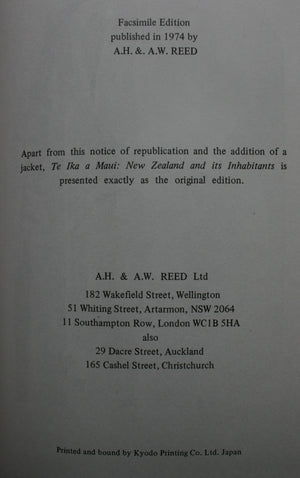 Facsimile Edition
published in 1974 by
A.H. &. A.W. REED
Apart from this notice of republication and the addition of a
jacket, Te Ika a Maui: New Zealand and its Inhabitants is
presented exactly as the original edition.
A.H. & A.W. REED Ltd
182 Wakefield Street, Wellington
51 Whiting Street, Artarmon, NSW 2064
11 Southampton Row, London WC1B 5HA
also
29 Dacre Street, Auckland
165 Cashel Street, Christchurch
Printed and bound by Kyodo Printing Co. Ltd. Japan